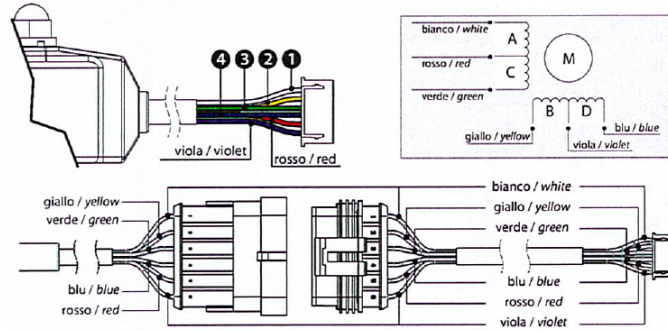 4 3 2 1
viola / violet
rosso / red
bianco / white
rosso / red
verde / green
A
C
M
B D
giallo / yellow
blu / blue
viola / violet
giallo / yellow
verde / green
blu / blue
rosso / red
bianco / white
giallo / yellow
verde / green
blu / blue
rosso / red
viola / violet